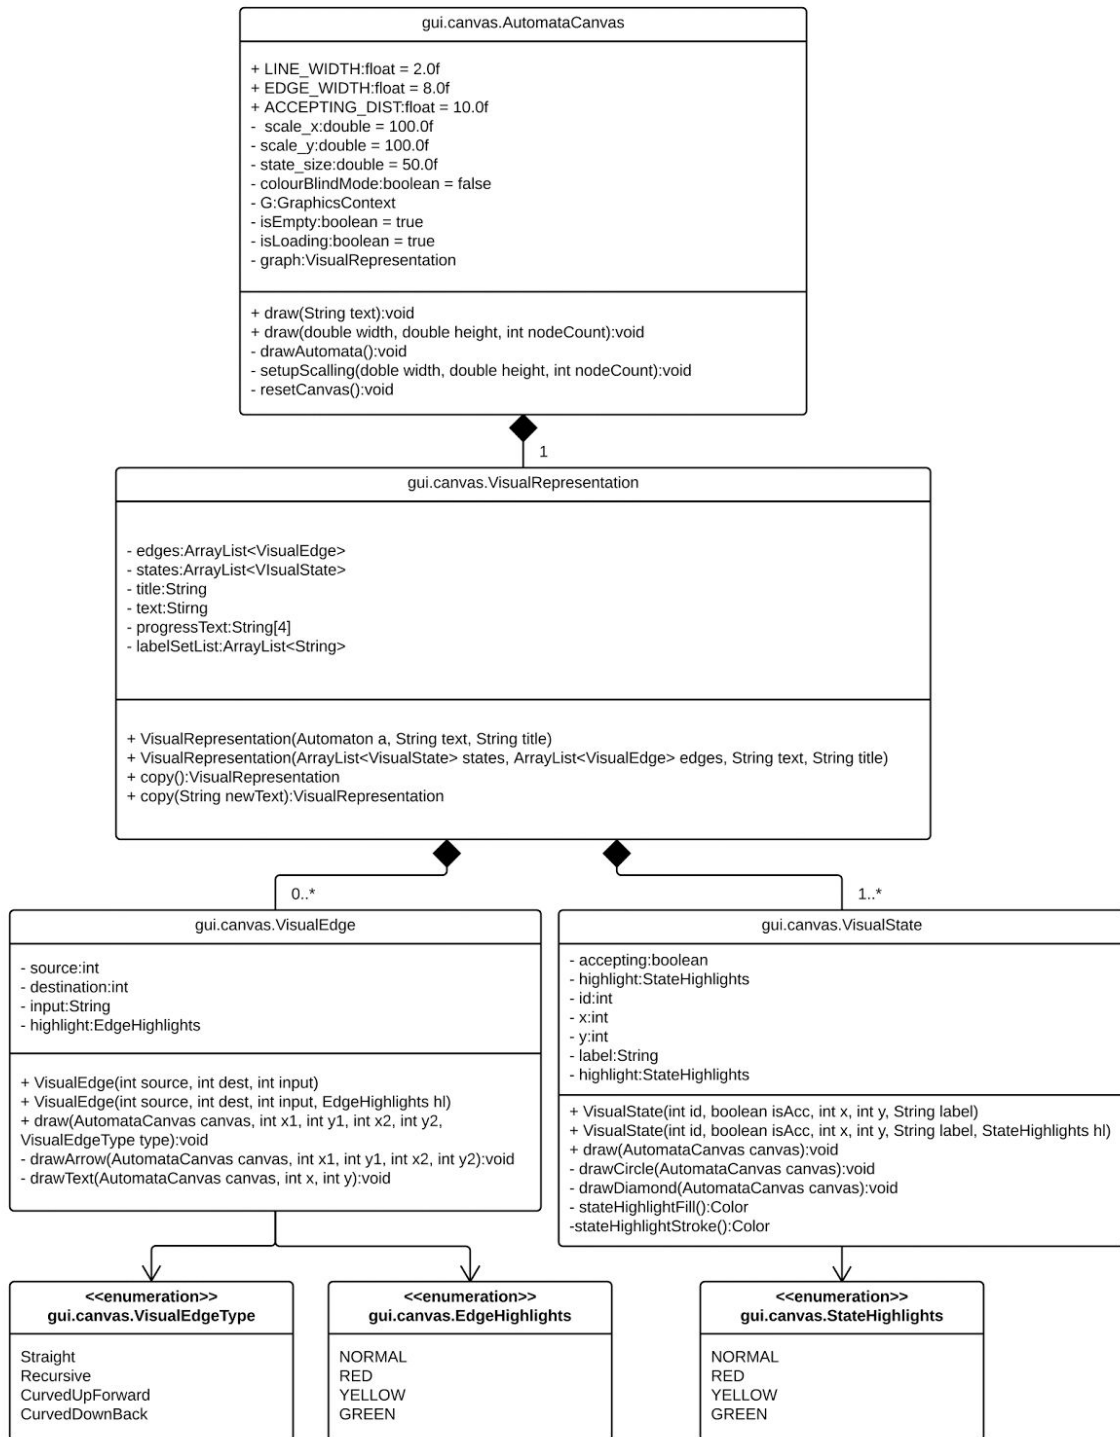 gui.canvas.AutomataCanvas
+ LINE_WIDTH:float = 2.0f
+ EDGE_WIDTH:float = 8.0f
+ ACCEPTING_DIST:float = 10.0f
-  scale_x:double = 100.0f
- scale_y:double = 100.0f
- state_size:double = 50.0f
- colourBlindMode:boolean = false
- G:GraphicsContext
- isEmpty:boolean = true
- isLoading:boolean = true
- graph:VisualRepresentation
+ draw(String text):void
+ draw(double width, double height, int nodeCount):void
- drawAutomata():void
- setupScalling(doble width, double height, int nodeCount):void
- resetCanvas():void
1
gui.canvas.VisualRepresentation
- edges:ArrayList<VisualEdge>
- states:ArrayList<VIsualState>
- title:String
- text:Stirng
- progressText:String[4]
- labelSetList:ArrayList<String>
+ VisualRepresentation(Automaton a, String text, String title)
+ VisualRepresentation(ArrayList<VisualState> states, ArrayList<VisualEdge> edges, String text, String title)
+ copy():VisualRepresentation
+ copy(String newText):VisualRepresentation
0..*
1..*
gui.canvas.VisualEdge
- source:int
- destination:int
- input:String
- highlight:EdgeHighlights
+ VisualEdge(int source, int dest, int input)
+ VisualEdge(int source, int dest, int input, EdgeHighlights hl)
+ draw(AutomataCanvas canvas, int x1, int y1, int x2, int y2,
VisualEdgeType type):void
- drawArrow(AutomataCanvas canvas, int x1, int y1, int x2, int y2):void
- drawText(AutomataCanvas canvas, int x, int y):void
gui.canvas.VisualState
- accepting:boolean
- highlight:StateHighlights
- id:int
- x:int
- y:int
- label:String
- highlight:StateHighlights
+ VisualState(int id, boolean isAcc, int x, int y, String label)
+ VisualState(int id, boolean isAcc, int x, int y, String label, StateHighlights hl)
+ draw(AutomataCanvas canvas):void
- drawCircle(AutomataCanvas canvas):void
- drawDiamond(AutomataCanvas canvas):void
- stateHighlightFill():Color
-stateHighlightStroke():Color
<<enumeration>>
gui.canvas.VisualEdgeType
Straight
Recursive
CurvedUpForward
CurvedDownBack
<<enumeration>>
gui.canvas.EdgeHighlights
NORMAL
RED
YELLOW
GREEN
<<enumeration>>
gui.canvas.StateHighlights
NORMAL
RED
YELLOW
GREEN